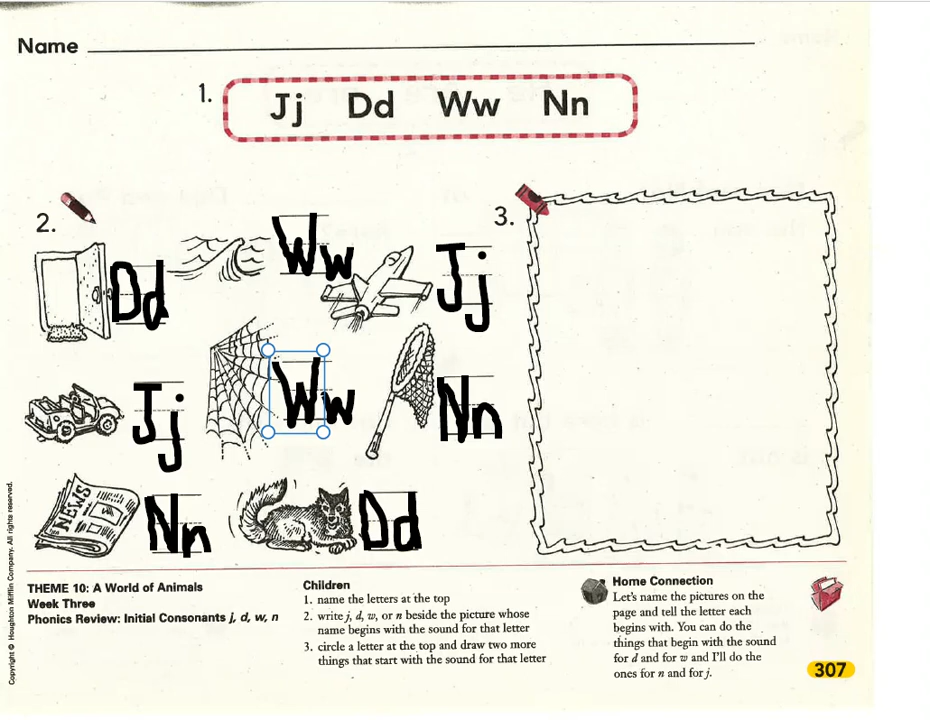 Name
1. Jj Dd Ww Nn
2.
3.
Dd
Ww
Jj
Jj
Ww
Nn
NEWS
Nn
Dd
THEME 10: A World of Animals
Week Three
Phonics Review: Initial Consonants j, d, w, n
Children
1. name the letters at the top
2. write j, d, w, or n beside the picture whose
name begins with the sound for that letter
3. circle a letter at the top and draw two more
things that start with the sound for that letter
Home Connection
Let's name the pictures on the
page and tell the letter each
begins with. You can do the
things that begin with the sound
for d and for w and I'll do the
ones for n and for j.
307
Copyright © Houghton Mifflin Company. All rights reserved.